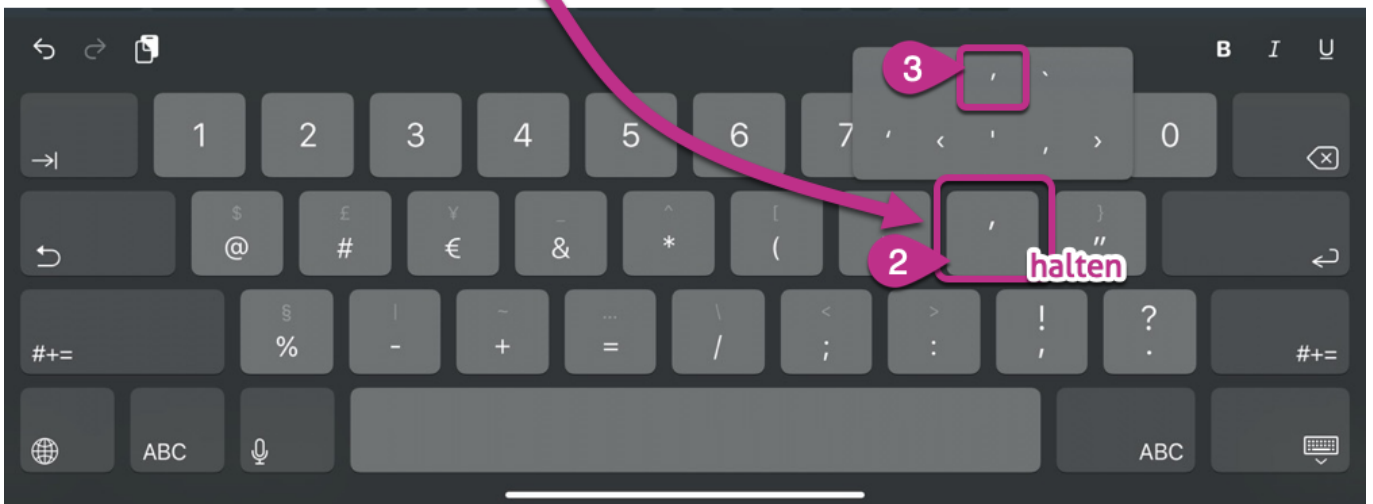 B I U
3 ’ `
‘ ‹ ' ‚ ›
1 2 3 4 5 6 7 0
$ £ ¥ _ ^ [ }
@ # € & * ( ’ "
2 halten
§ | ~ … \ < > ! ?
% - + = / ; : , .
#+= #+=
ABC ABC